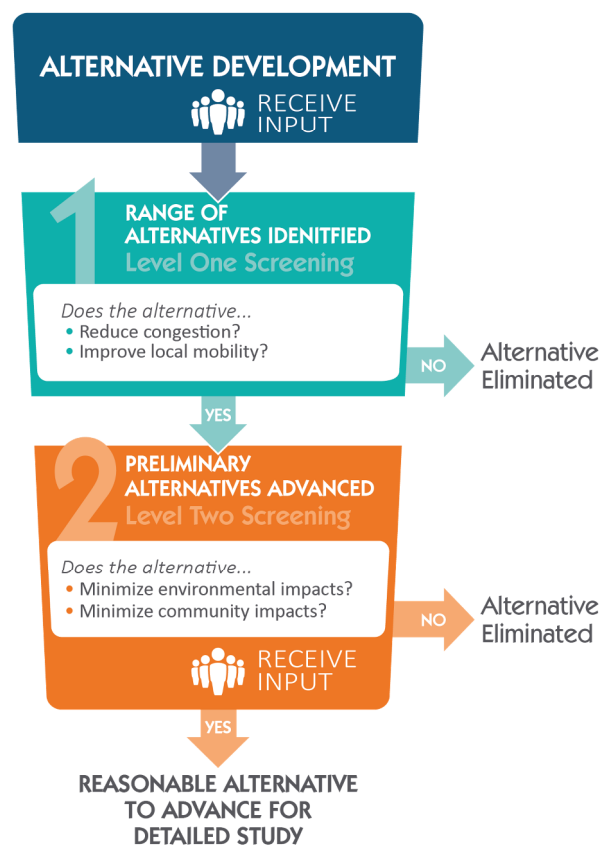 ALTERNATIVE DEVELOPMENT
RECEIVE
INPUT
1
RANGE OF
ALTERNATIVES IDENITFIED
Level One Screening
Does the alternative...
• Reduce congestion?
• Improve local mobility?
NO
Alternative
Eliminated
YES
2
PRELIMINARY
ALTERNATIVES ADVANCED
Level Two Screening
Does the alternative...
• Minimize environmental impacts?
• Minimize community impacts?
NO
Alternative
Eliminated
RECEIVE
INPUT
YES
REASONABLE ALTERNATIVE
TO ADVANCE FOR
DETAILED STUDY